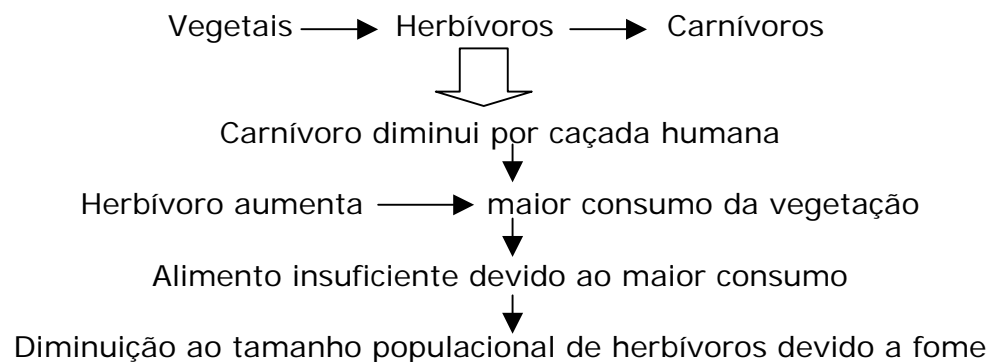 Vegetais Herbívoros Carnívoros
Carnívoro diminui por caçada humana
Herbívoro aumenta maior consumo da vegetação
Alimento insuficiente devido ao maior consumo
Diminuição ao tamanho populacional de herbívoros devido a fome